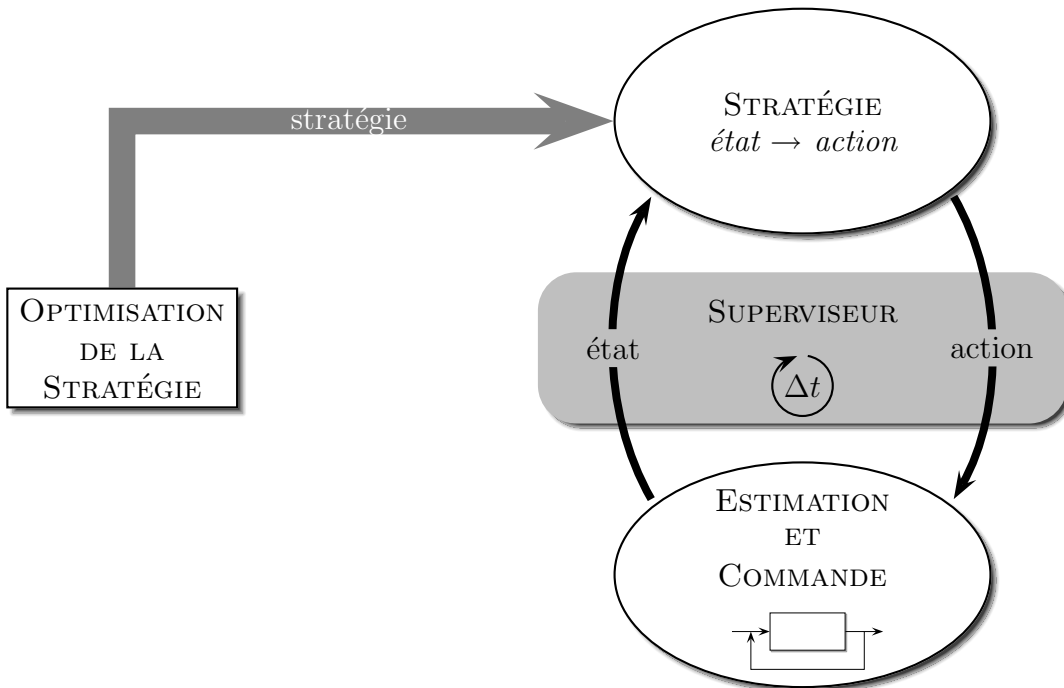 STRATÉGIE
état → action
stratégie
OPTIMISATION
DE LA
STRATÉGIE
SUPERVISEUR
état
action
Δt
ESTIMATION
ET
COMMANDE